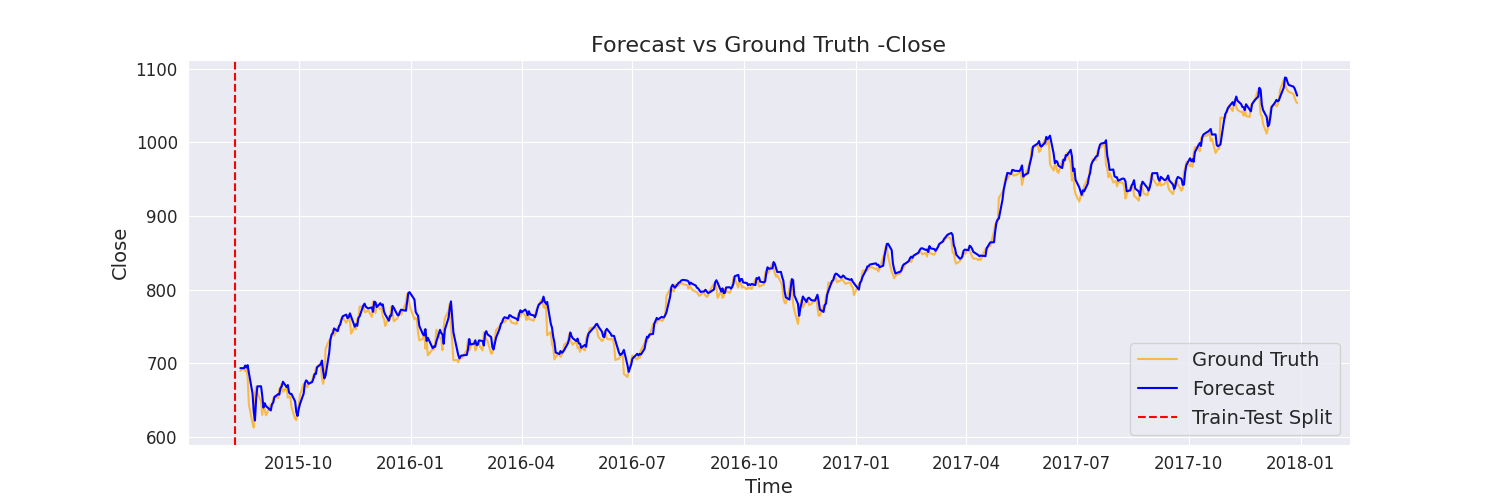 Forecast vs Ground Truth -Close
1100
1000
900
800
700
600
Close
2015-10
2016-01
2016-04
2016-07
2016-10
2017-01
2017-04
2017-07
2017-10
2018-01
Time
Ground Truth
Forecast
Train-Test Split